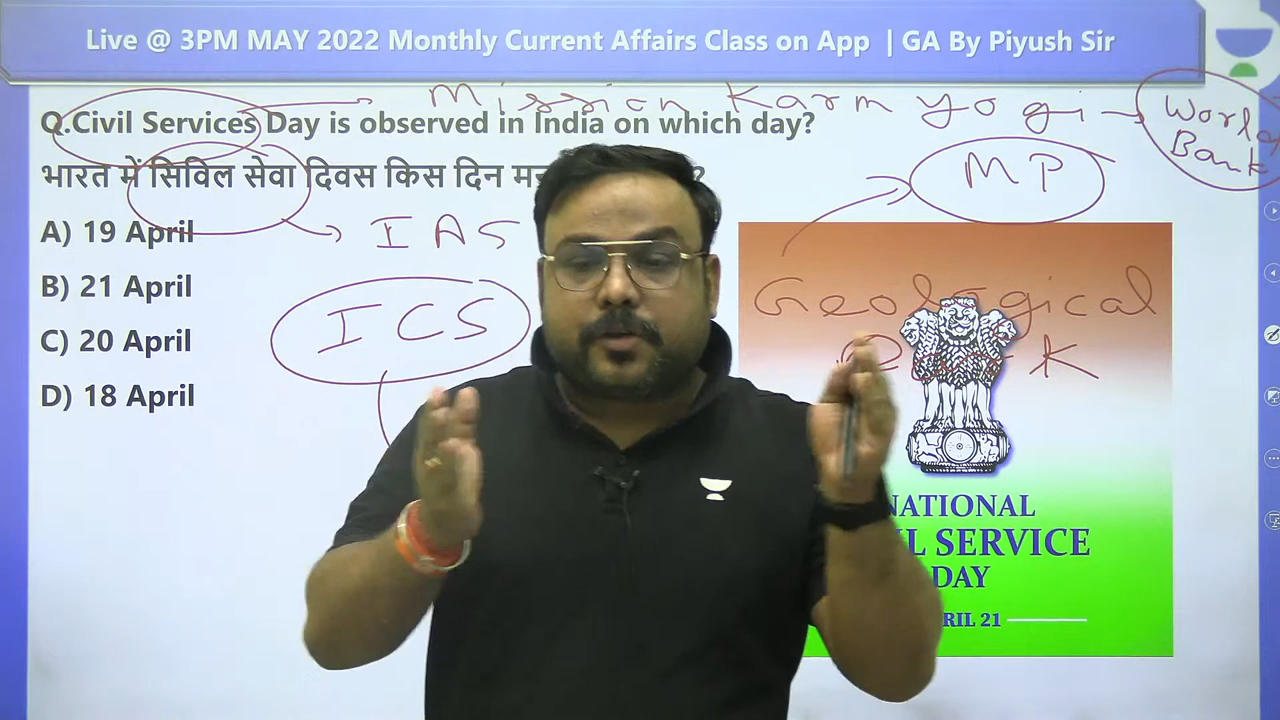 Live @ 3PM MAY 2022 Monthly Current Affairs Class on App | GA By Piyush Sir
Mission Karm yogi
World
Bank
Q.Civil Services Day is observed in India on which day?
भारत में सिविल सेवा दिवस किस दिन ?
MP
A) 19 April
IAS
B) 21 April
ICS
C) 20 April
D) 18 April
Geological
Park
NATIONAL
SERVICE
DAY
21